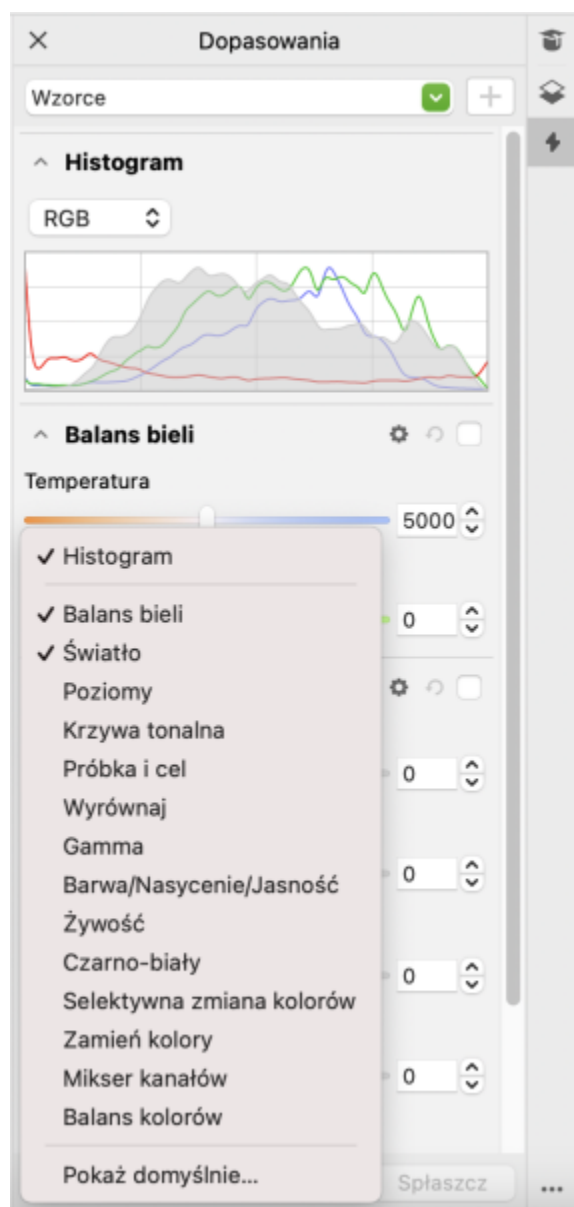 Dopasowania
Wzorce
Histogram
RGB
Balans bieli
Temperatura
5000
✓ Histogram
✓ Balans bieli
0
✓ Światło
Poziomy
Krzywa tonalna
Próbka i cel
0
Wyrównaj
Gamma
Barwa/Nasycenie/Jasność
0
Żywość
Czarno-biały
0
Selektywna zmiana kolorów
Zamień kolory
Mikser kanałów
0
Balans kolorów
Pokaż domyślnie...
Spłaszcz